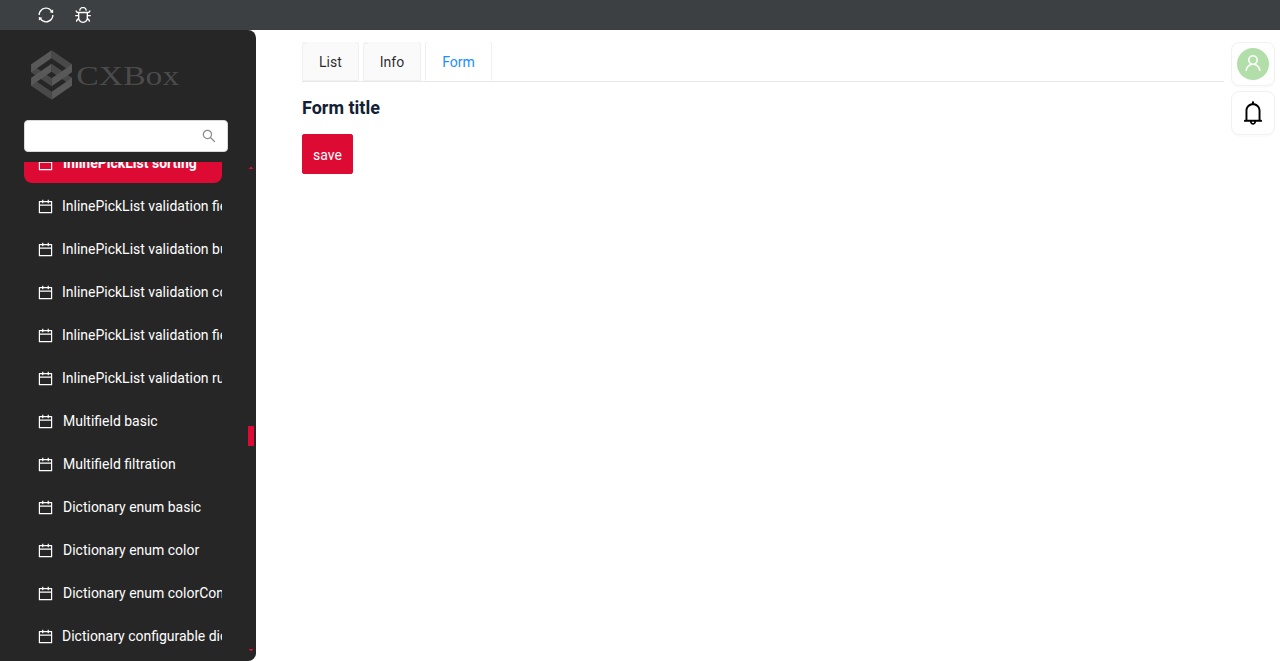 CXBox
List
Info
Form
Form title
save
InlinePickList sorting
InlinePickList validation fi
InlinePickList validation b
InlinePickList validation c
InlinePickList validation fi
InlinePickList validation ru
Multifield basic
Multifield filtration
Dictionary enum basic
Dictionary enum color
Dictionary enum colorCon
Dictionary configurable di